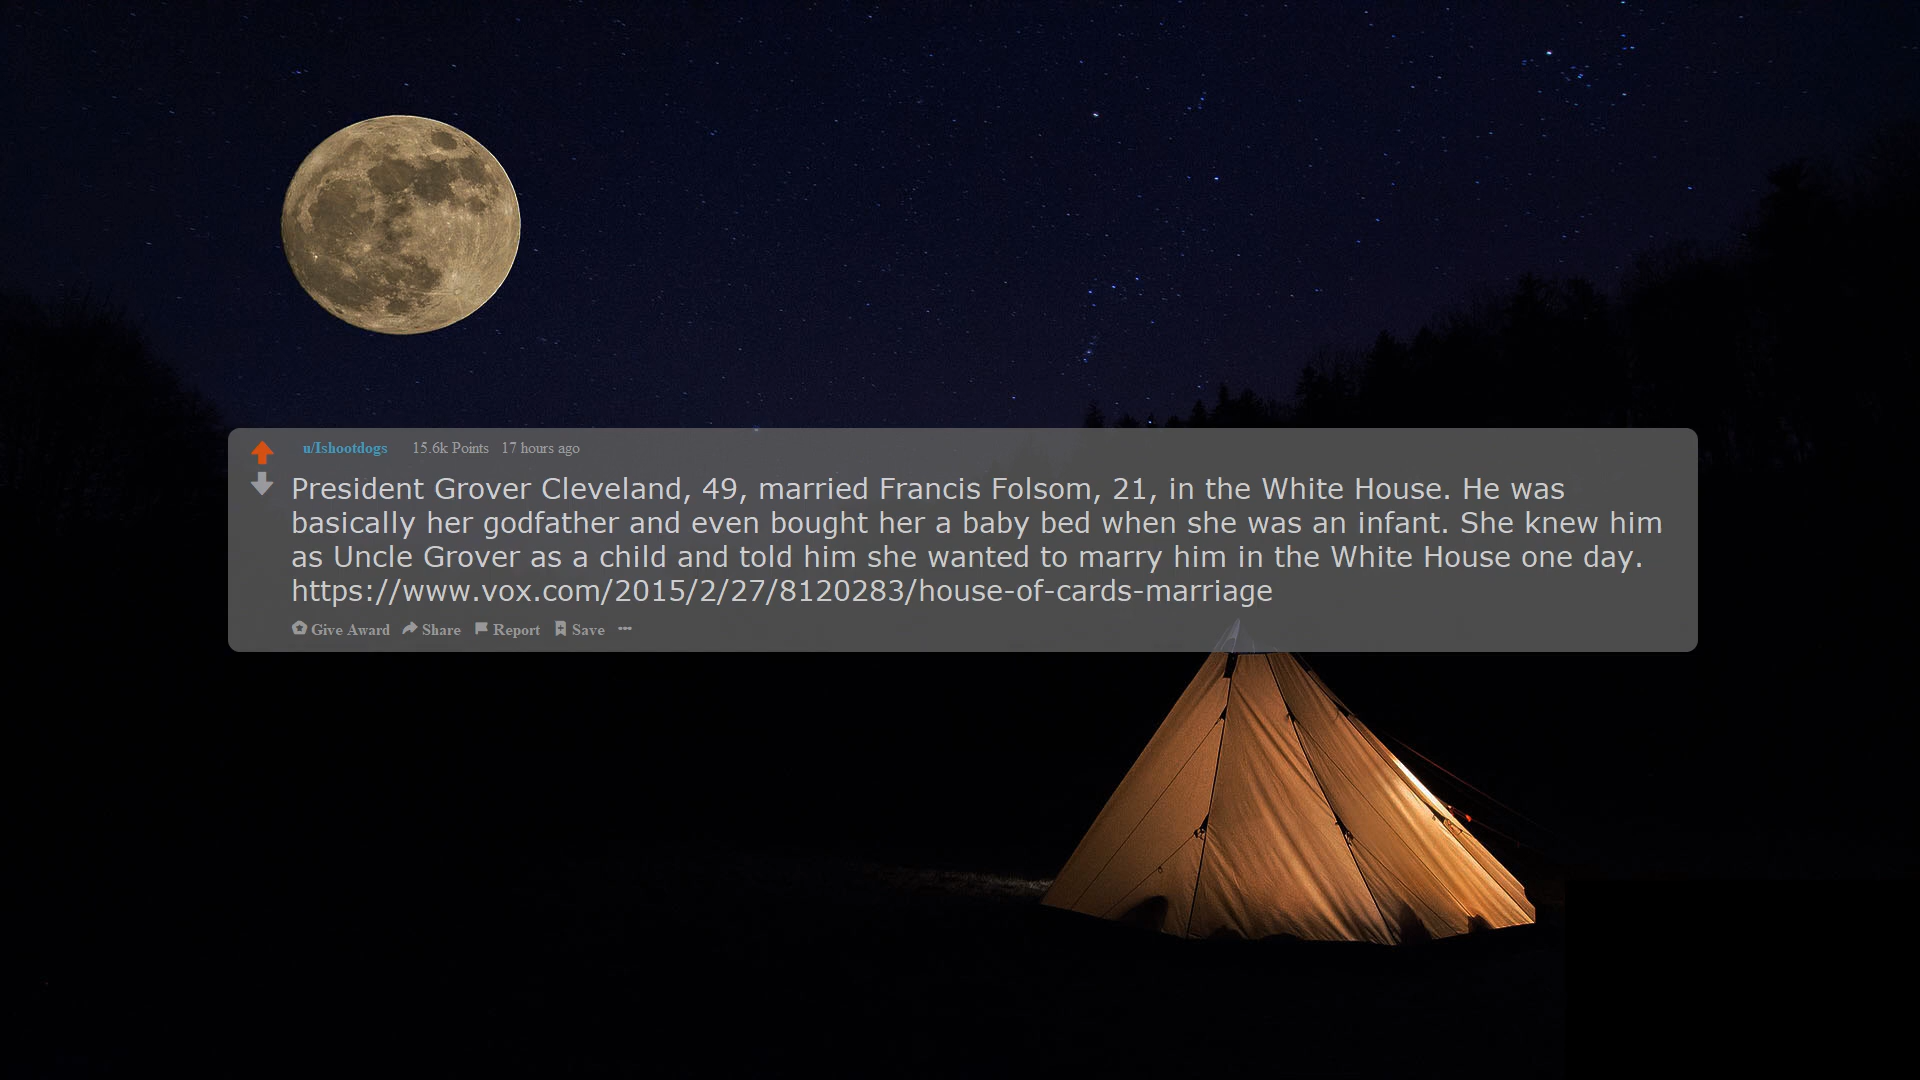 u/Ishootdogs 15.6k Points 17 hours ago
President Grover Cleveland, 49, married Francis Folsom, 21, in the White House. He was
basically her godfather and even bought her a baby bed when she was an infant. She knew him
as Uncle Grover as a child and told him she wanted to marry him in the White House one day.
https://www.vox.com/2015/2/27/8120283/house-of-cards-marriage
Give Award Share Report Save ···